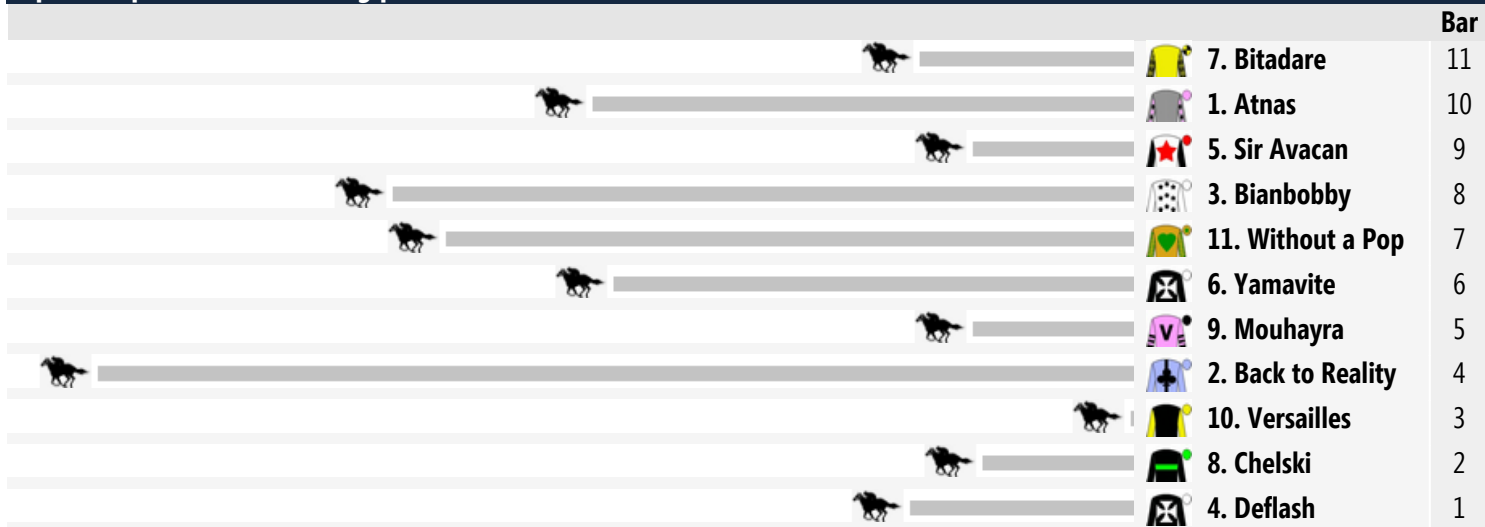 Bar
7. Bitadare 11
1. Atnas 10
5. Sir Avacan 9
3. Bianbobby 8
11. Without a Pop 7
6. Yamavite 6
V 9. Mouhayra 5
2. Back to Reality 4
10. Versailles 3
8. Chelski 2
4. Deflash 1